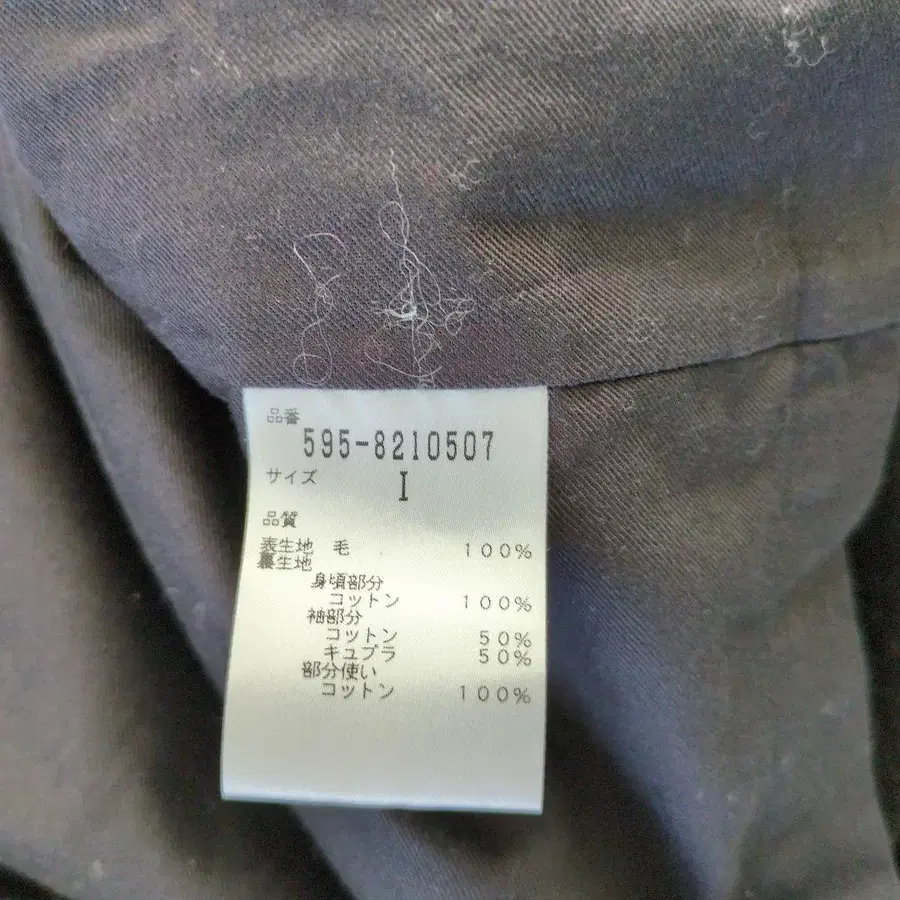 品番
595-8210507
サイズ I
品質
表生地 毛 100%
裏生地
身頃部分
コットン 100%
袖部分
コットン 50%
キュプラ 50%
部分使い
コットン 100%